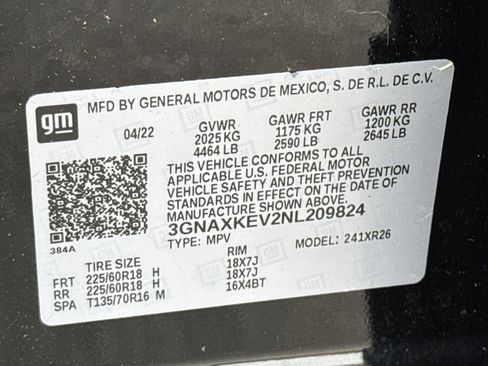 gm
MFD BY GENERAL MOTORS DE MEXICO, S. DE R.L. DE C.V.
04/22 GVWR GAWR FRT GAWR RR
2025 KG 1175 KG 1200 KG
4464 LB 2590 LB 2645 LB
THIS VEHICLE CONFORMS TO ALL
APPLICABLE U.S. FEDERAL MOTOR
VEHICLE SAFETY AND THEFT PREVENTION
STANDARDS IN EFFECT ON THE DATE OF
MANUFACTURE SHOWN ABOVE.
3GNAXKEV2NL209824
384A
TYPE: MPV MODEL: 241XR26
TIRE SIZE RIM
FRT 225/60R18 H 18X7J
RR 225/60R18 H 18X7J
SPA T135/70R16 M 16X4BT